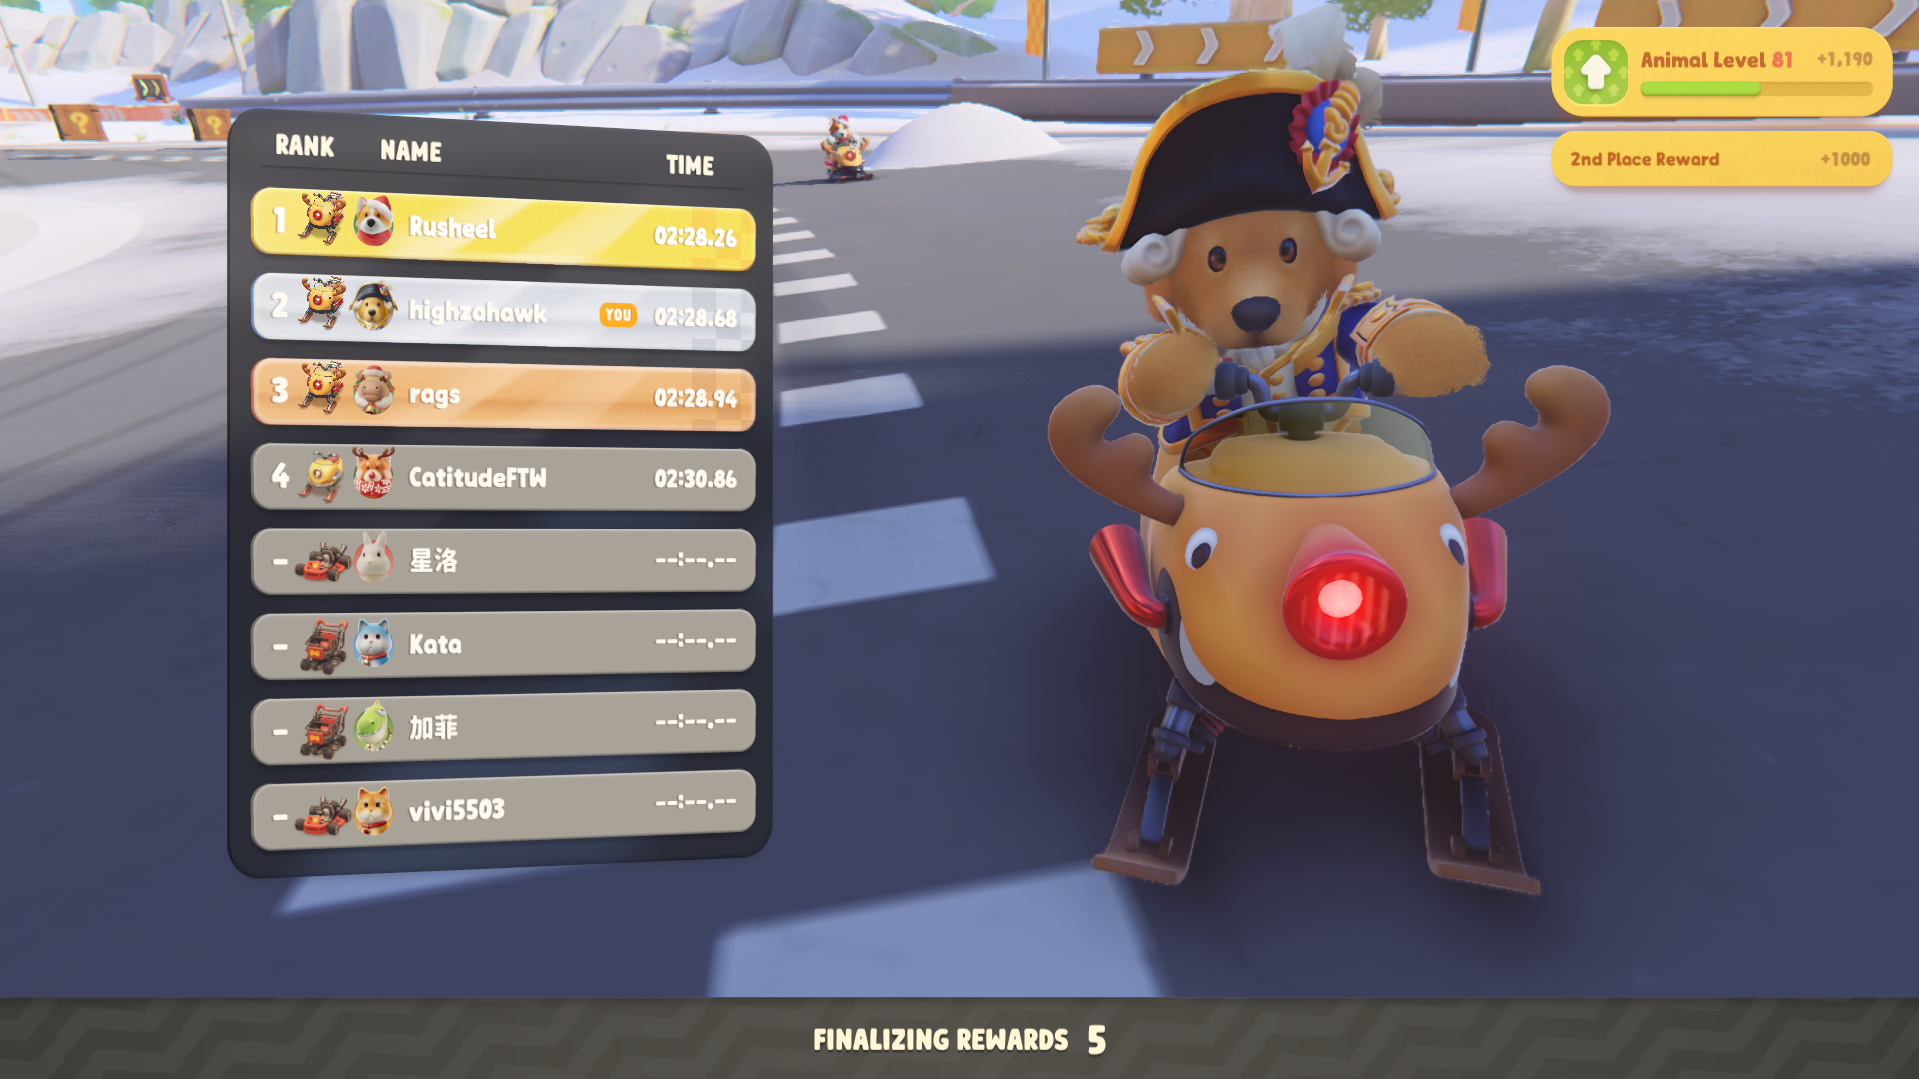 RANK NAME TIME
1 Rusheel 02:28.26
2 highzahawk YOU 02:28.68
3 rags 02:28.94
4 CatitudeFTW 02:30.86
- 星洛 --:--.--
- Kata --:--.--
- 加菲 --:--.--
- vivi5503 --:--.--
Animal Level 81 +1,190
2nd Place Reward +1000
FINALIZING REWARDS 5